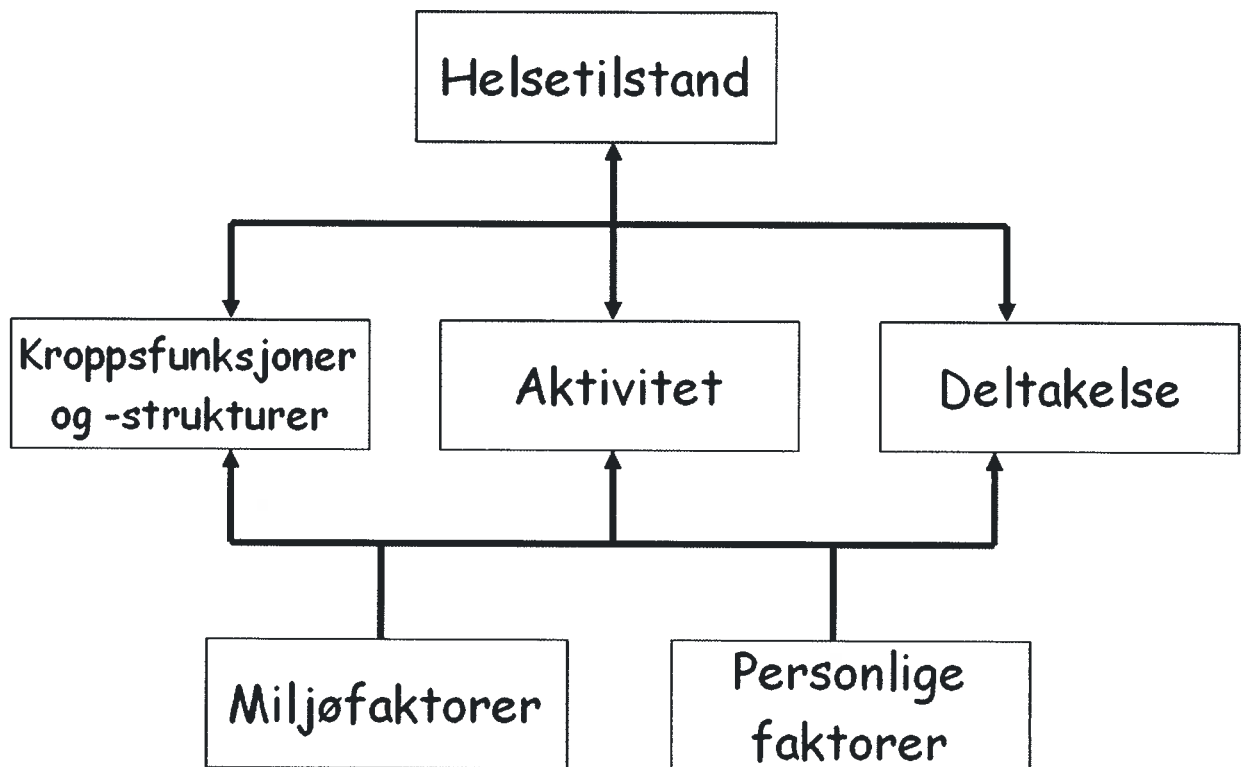 Helsetilstand
Kroppsfunksjoner
og -strukturer
Aktivitet
Deltakelse
Miljøfaktorer
Personlige
faktorer